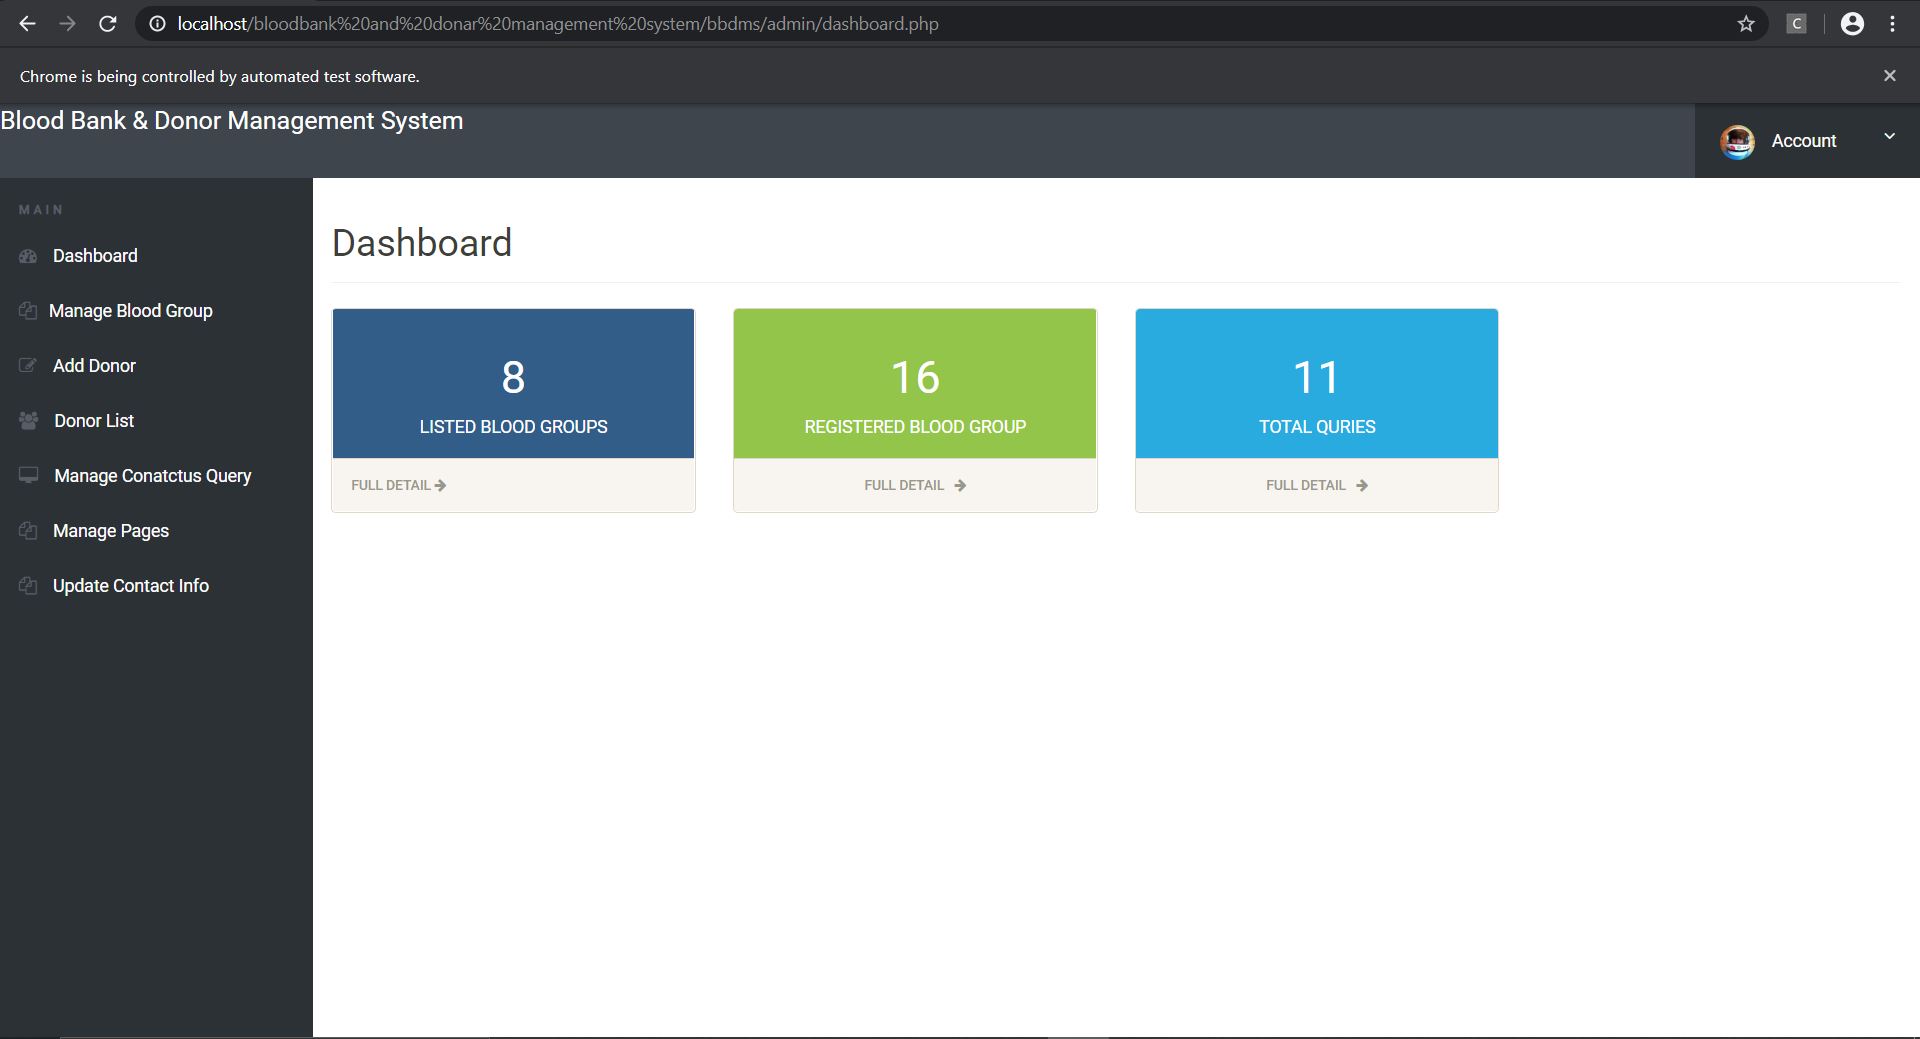 localhost/bloodbank%20and%20donar%20management%20system/bbdms/admin/dashboard.php
C
Chrome is being controlled by automated test software.
Blood Bank & Donor Management System
Account
MAIN
Dashboard
Manage Blood Group
Add Donor
Donor List
Manage Conatctus Query
Manage Pages
Update Contact Info
Dashboard
8
LISTED BLOOD GROUPS
FULL DETAIL
16
REGISTERED BLOOD GROUP
FULL DETAIL
11
TOTAL QURIES
FULL DETAIL